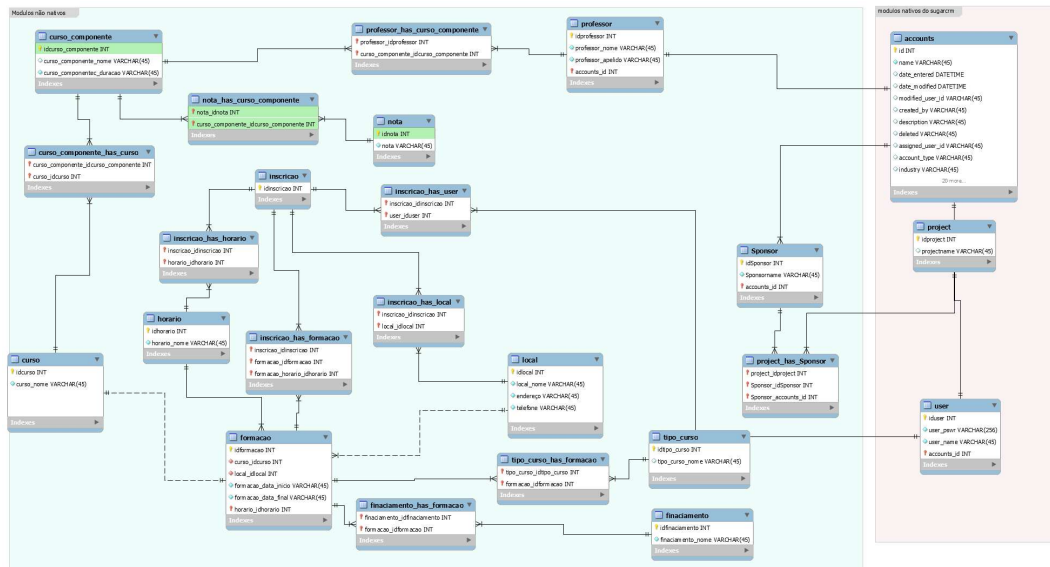 Modulos não nativos
curso_componente
idcurso_componente INT
curso_componente_nome VARCHAR(45)
curso_componentec_duracao VARCHAR(45)
Indexes
professor_has_curso_componente
professor_idprofessor INT
curso_componente_idcurso_componente INT
Indexes
professor
idprofessor INT
professor_nome VARCHAR(45)
professor_apelido VARCHAR(45)
accounts_id INT
Indexes
nota_has_curso_componente
nota_idnota INT
curso_componente_idcurso_componente INT
Indexes
nota
idnota INT
nota VARCHAR(45)
Indexes
curso_componente_has_curso
curso_componente_idcurso_componente INT
curso_idcurso INT
Indexes
inscricao
idinscricao INT
Indexes
inscricao_has_user
inscricao_idinscricao INT
user_iduser INT
Indexes
inscricao_has_horario
inscricao_idinscricao INT
horario_idhorario INT
Indexes
Sponsor
idSponsor INT
Sponsorname VARCHAR(45)
accounts_id INT
Indexes
inscricao_has_local
inscricao_idinscricao INT
local_idlocal INT
Indexes
horario
idhorario INT
horario_nome VARCHAR(45)
Indexes
inscricao_has_formacao
inscricao_idinscricao INT
formacao_idformacao INT
formacao_horario_idhorario INT
Indexes
curso
idcurso INT
curso_nome VARCHAR(45)
Indexes
local
idlocal INT
local_nome VARCHAR(45)
endereço VARCHAR(45)
telefone VARCHAR(45)
Indexes
project_has_Sponsor
project_idproject INT
Sponsor_idSponsor INT
Sponsor_accounts_id INT
Indexes
formacao
idformacao INT
curso_idcurso INT
local_idlocal INT
formacao_data_inicio VARCHAR(45)
formacao_data_final VARCHAR(45)
horario_idhorario INT
Indexes
tipo_curso_has_formacao
tipo_curso_idtipo_curso INT
formacao_idformacao INT
Indexes
tipo_curso
idtipo_curso INT
tipo_curso_nome VARCHAR(45)
Indexes
finaciamento_has_formacao
finaciamento_idfinaciamento INT
formacao_idformacao INT
Indexes
finaciamento
idfinaciamento INT
finaciamento_nome VARCHAR(45)
Indexes
modulos nativos do sugarcrm
accounts
id INT
name VARCHAR(45)
date_entered DATETIME
date_modified DATETIME
modified_user_id VARCHAR(45)
created_by VARCHAR(45)
description VARCHAR(45)
deleted VARCHAR(45)
assigned_user_id VARCHAR(45)
account_type VARCHAR(45)
industry VARCHAR(45)
20 more...
Indexes
project
idproject INT
projectname VARCHAR(45)
Indexes
user
iduser INT
user_pswr VARCHAR(256)
user_name VARCHAR(45)
accounts_id INT
Indexes